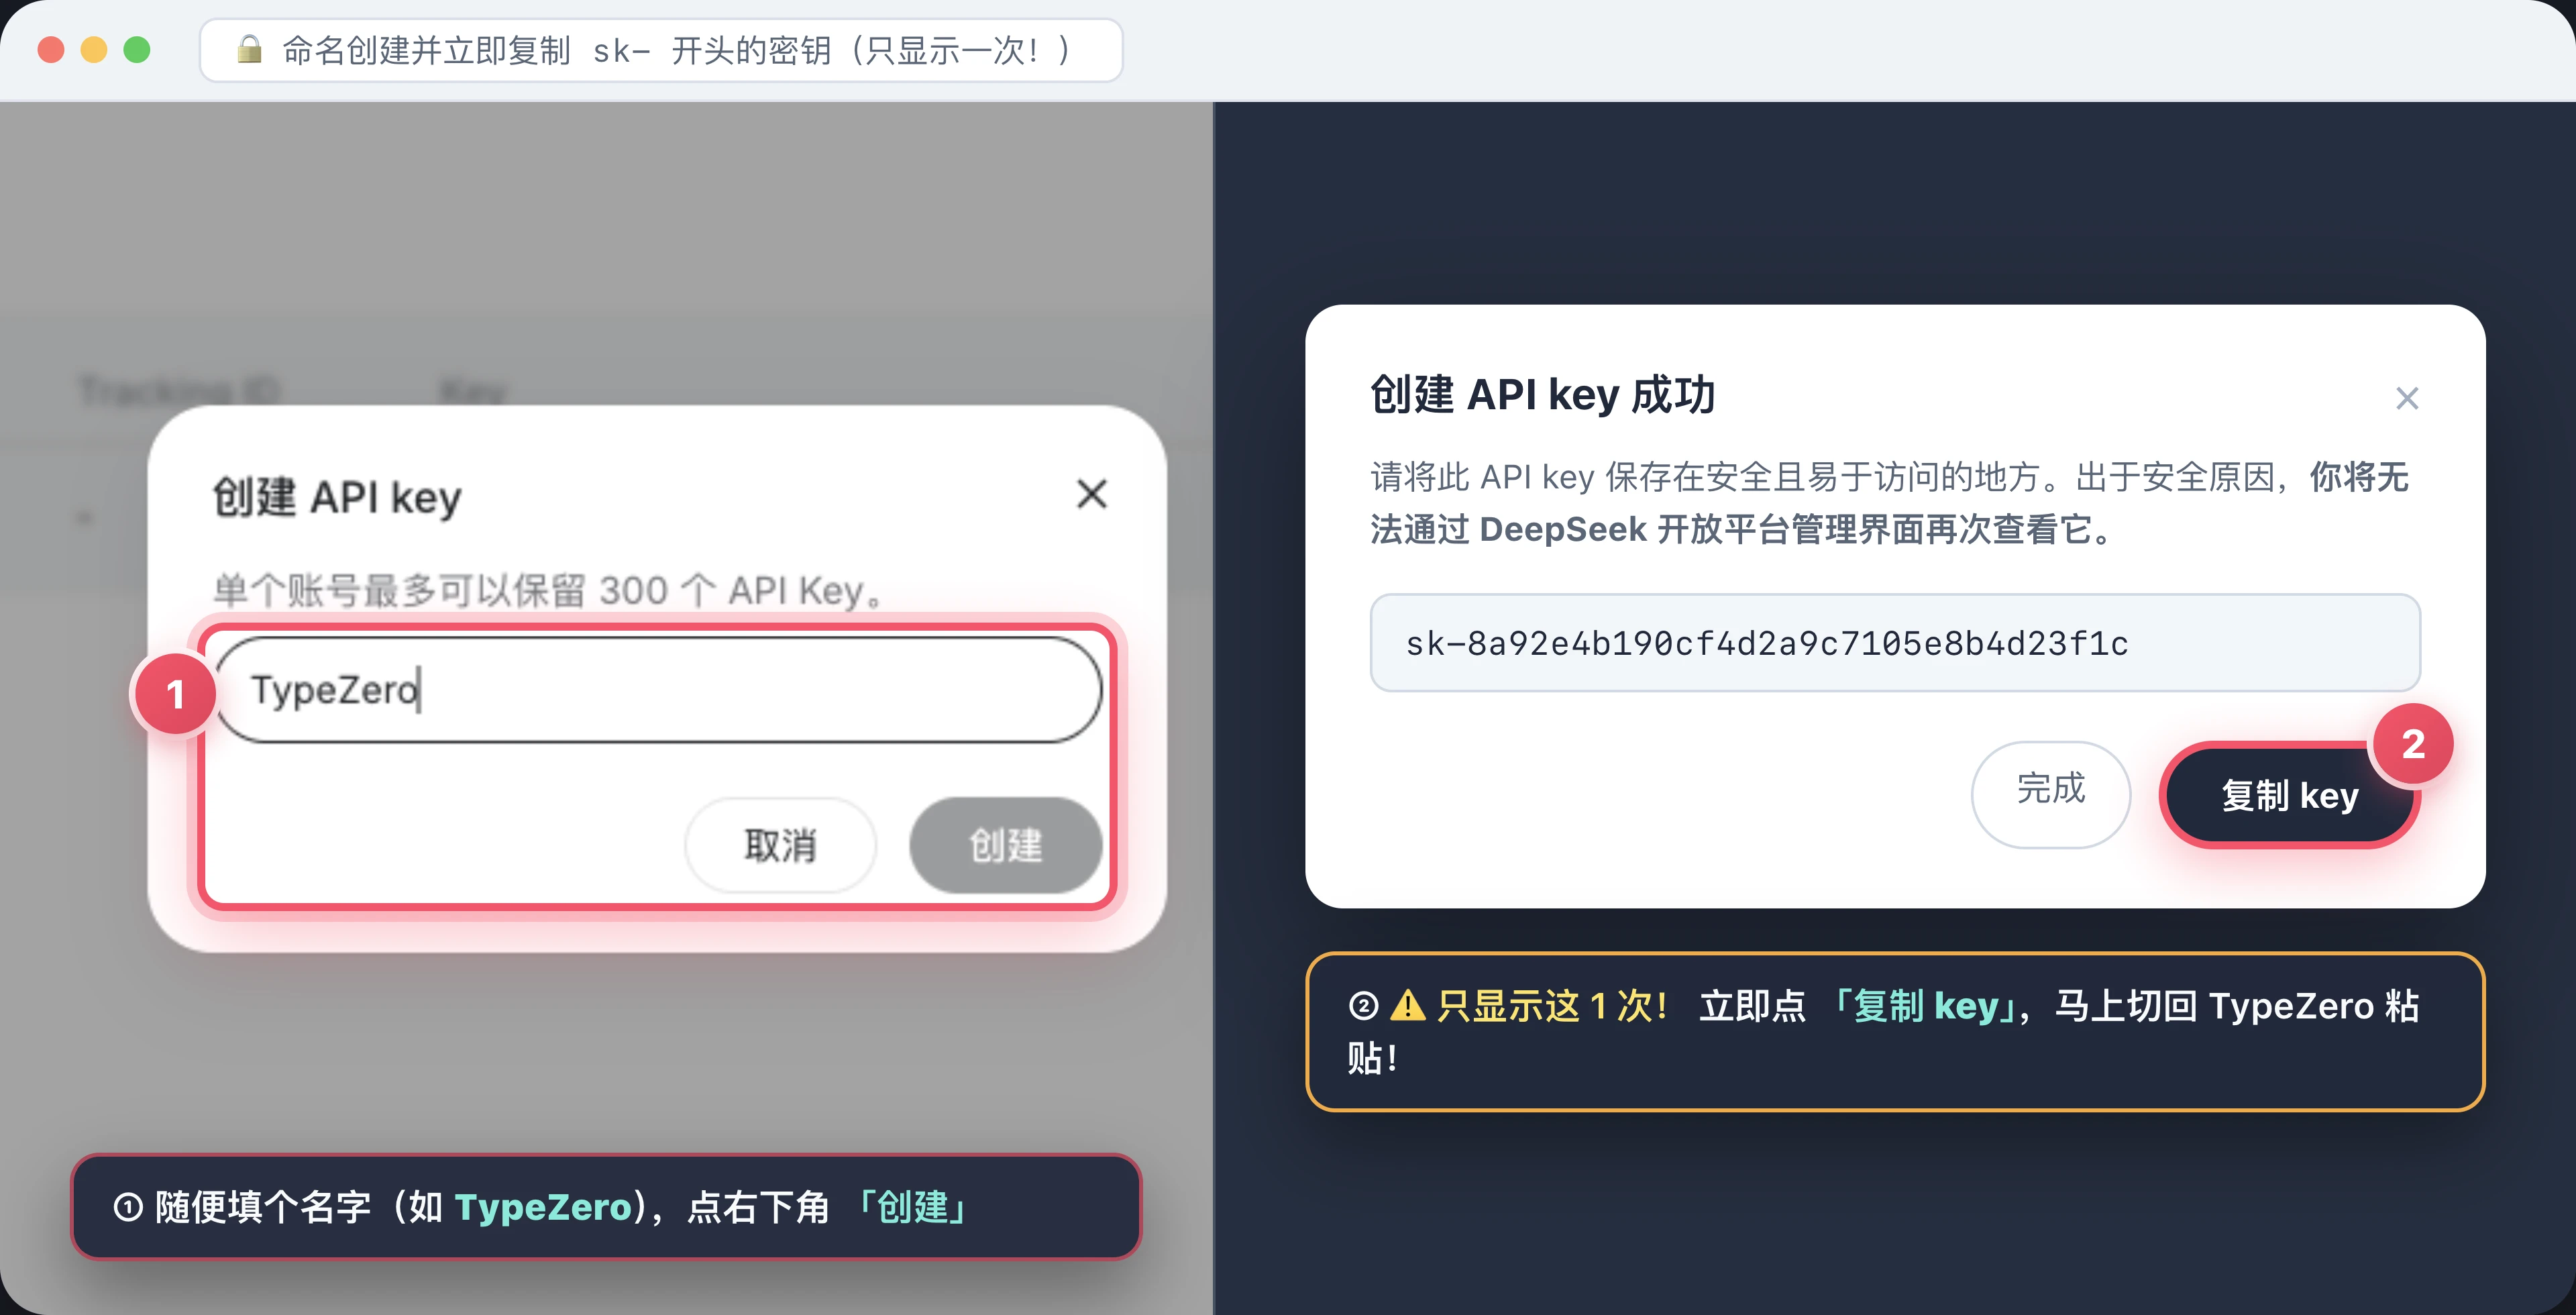 🔒 命名创建并立即复制 sk- 开头的密钥（只显示一次！）
Tracking ID Key
创建 API key
单个账号最多可以保留 300 个 API Key。
1
TypeZero
取消 创建
① 随便填个名字（如 TypeZero），点右下角 「创建」
创建 API key 成功
请将此 API key 保存在安全且易于访问的地方。出于安全原因，你将无
法通过 DeepSeek 开放平台管理界面再次查看它。
sk-8a92e4b190cf4d2a9c7105e8b4d23f1c
2
完成 复制 key
② ⚠️ 只显示这 1 次！ 立即点 「复制 key」，马上切回 TypeZero 粘
贴！